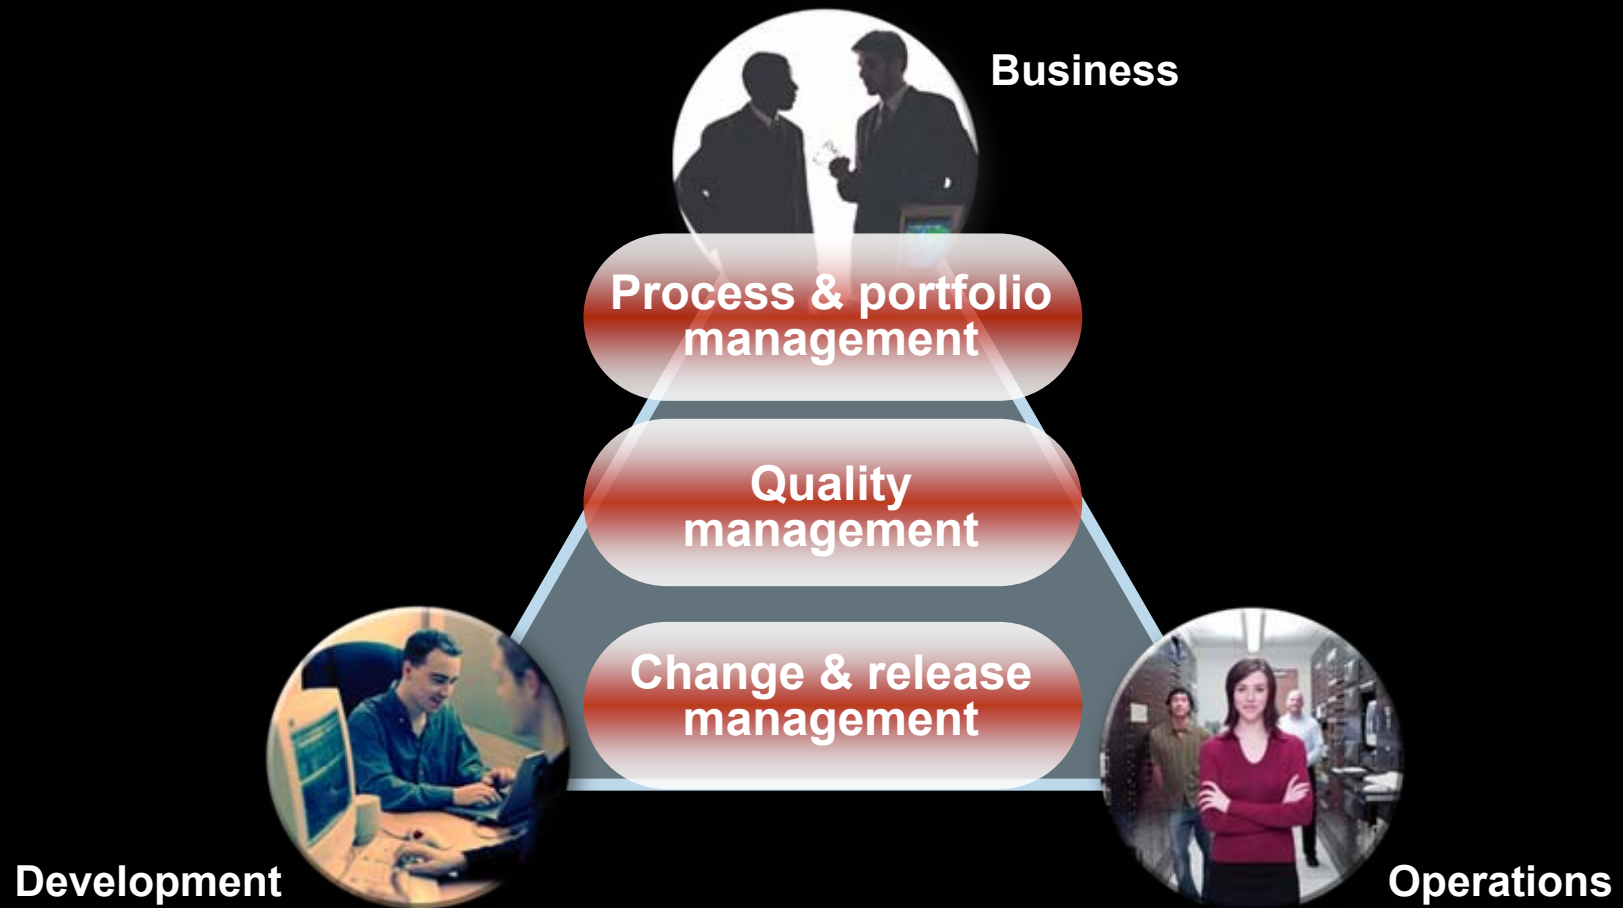 Business
Process & portfolio
management
Quality
management
Change & release
management
Development
Operations